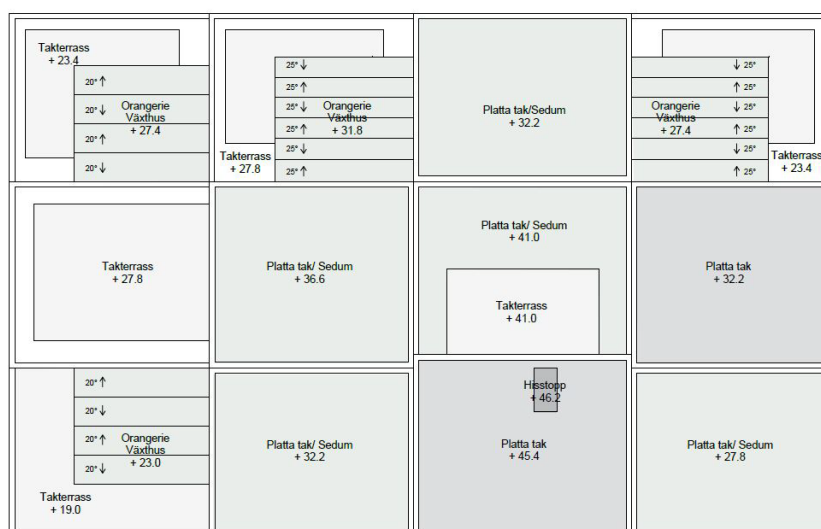 Takterrass
+ 23.4
20° ↑
20° ↓
20° ↑
20° ↓
Orangerie
Växthus
+ 27.4
25° ↓
25° ↑
25° ↓
25° ↑
25° ↓
25° ↑
Orangerie
Växthus
+ 31.8
Takterrass
+ 27.8
Platta tak/Sedum
+ 32.2
↓ 25°
↑ 25°
↓ 25°
↑ 25°
↓ 25°
↑ 25°
Orangerie
Växthus
+ 27.4
Takterrass
+ 23.4
Takterrass
+ 27.8
Platta tak/ Sedum
+ 36.6
Platta tak/ Sedum
+ 41.0
Takterrass
+ 41.0
Platta tak
+ 32.2
20° ↑
20° ↓
20° ↑
20° ↓
Orangerie
Växthus
+ 23.0
Takterrass
+ 19.0
Platta tak/ Sedum
+ 32.2
Hisstopp
+ 46.2
Platta tak
+ 45.4
Platta tak/ Sedum
+ 27.8